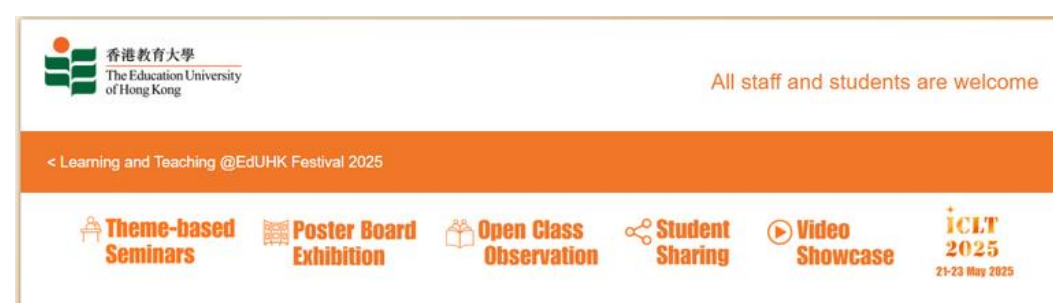 香港教育大學
The Education University
of Hong Kong
All staff and students are welcome
< Learning and Teaching @EdUHK Festival 2025
Theme-based
Seminars
Poster Board
Exhibition
Open Class
Observation
Student
Sharing
Video
Showcase
iCLT
2025
21-23 May 2025